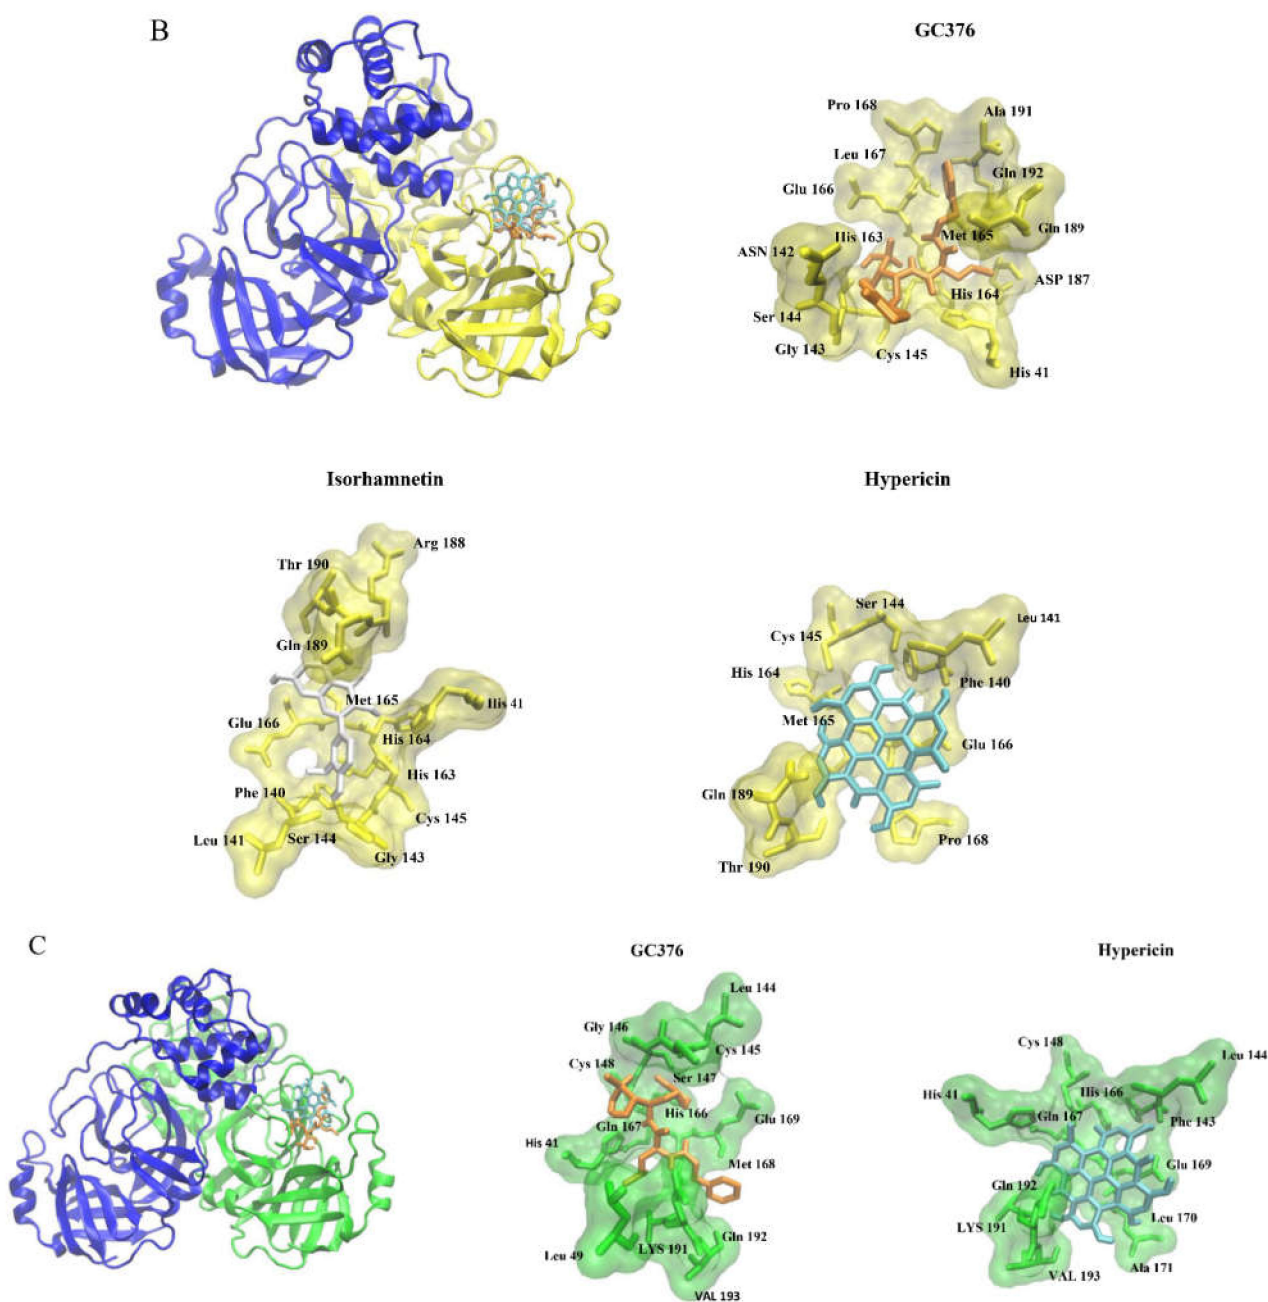 B
GC376
Pro 168
Ala 191
Leu 167
Gln 192
Glu 166
Gln 189
His 163
Met 165
ASN 142
ASP 187
His 164
Ser 144
Gly 143
Cys 145
His 41
Isorhamnetin
Arg 188
Thr 190
Gln 189
Met 165
His 41
Glu 166
His 164
His 163
Phe 140
Cys 145
Leu 141
Ser 144
Gly 143
Hypericin
Ser 144
Leu 141
Cys 145
His 164
Phe 140
Met 165
Glu 166
Gln 189
Pro 168
Thr 190
C
GC376
Leu 144
Gly 146
Cys 145
Cys 148
Ser 147
His 166
Gln 167
Glu 169
His 41
Met 168
LYS 191
Gln 192
Leu 49
VAL 193
Hypericin
Cys 148
Leu 144
His 41
His 166
Gln 167
Phe 143
Glu 169
Gln 192
Leu 170
LYS 191
VAL 193
Ala 171